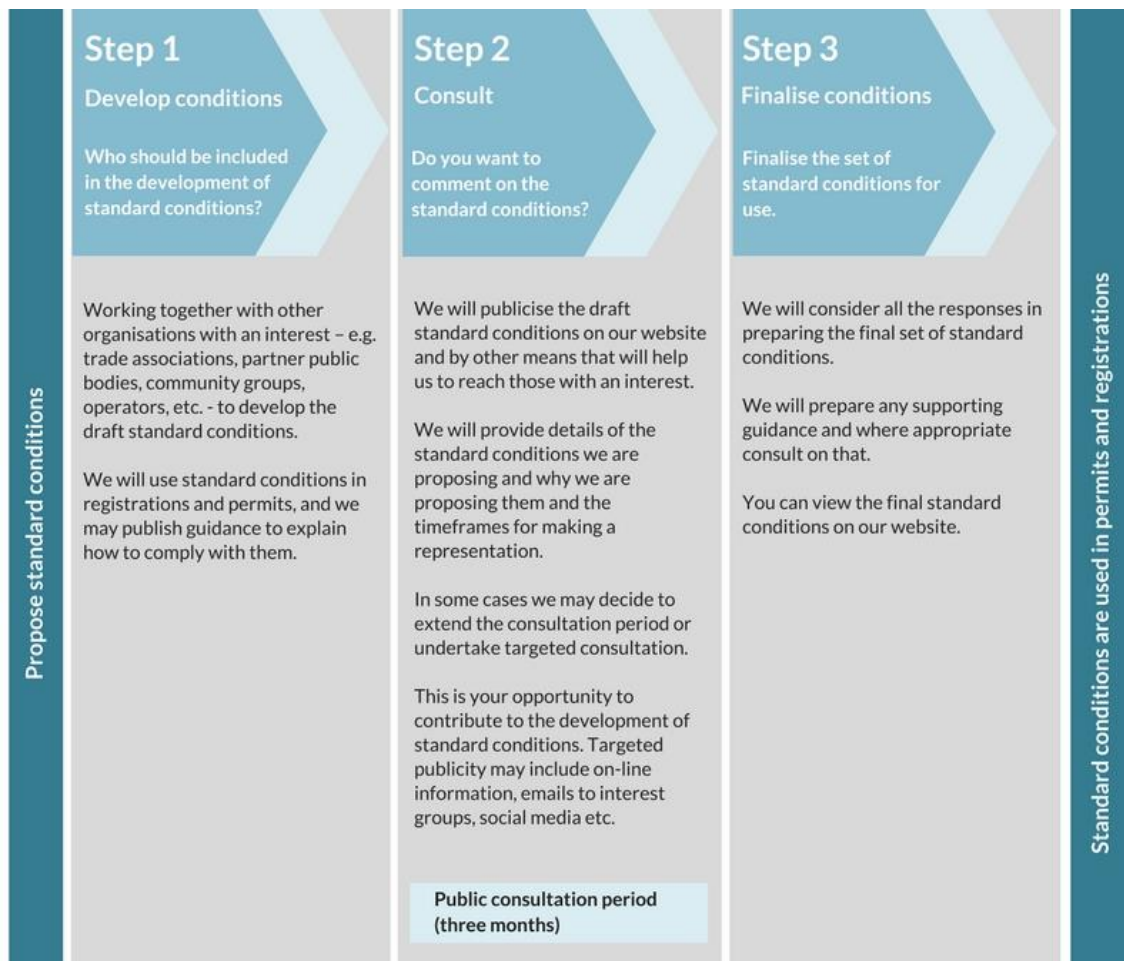 Propose standard conditions
Step 1
Develop conditions
Who should be included
in the development of
standard conditions?
Working together with other
organisations with an interest – e.g.
trade associations, partner public
bodies, community groups,
operators, etc. - to develop the
draft standard conditions.
We will use standard conditions in
registrations and permits, and we
may publish guidance to explain
how to comply with them.
Step 2
Consult
Do you want to
comment on the
standard conditions?
We will publicise the draft
standard conditions on our website
and by other means that will help
us to reach those with an interest.
We will provide details of the
standard conditions we are
proposing and why we are
proposing them and the
timeframes for making a
representation.
In some cases we may decide to
extend the consultation period or
undertake targeted consultation.
This is your opportunity to
contribute to the development of
standard conditions. Targeted
publicity may include on-line
information, emails to interest
groups, social media etc.
Public consultation period
(three months)
Step 3
Finalise conditions
Finalise the set of
standard conditions for
use.
We will consider all the responses in
preparing the final set of standard
conditions.
We will prepare any supporting
guidance and where appropriate
consult on that.
You can view the final standard
conditions on our website.
Standard conditions are used in permits and registrations